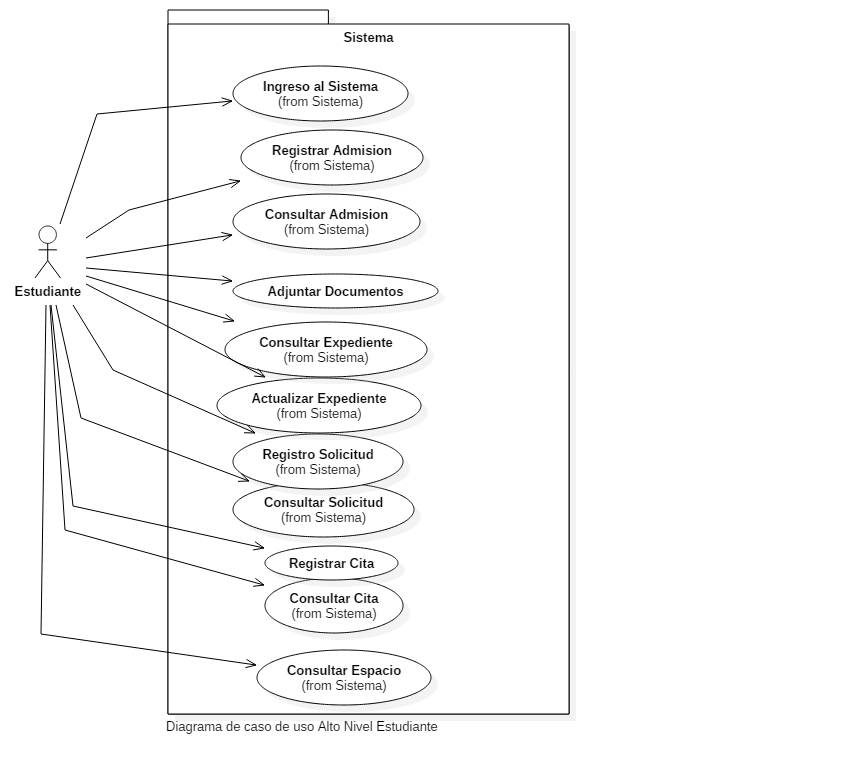 Sistema
Ingreso al Sistema
(from Sistema)
Registrar Admision
(from Sistema)
Consultar Admision
(from Sistema)
Estudiante
Adjuntar Documentos
Consultar Expediente
(from Sistema)
Actualizar Expediente
(from Sistema)
Registro Solicitud
(from Sistema)
Consultar Solicitud
(from Sistema)
Registrar Cita
Consultar Cita
(from Sistema)
Consultar Espacio
(from Sistema)
Diagrama de caso de uso Alto Nivel Estudiante